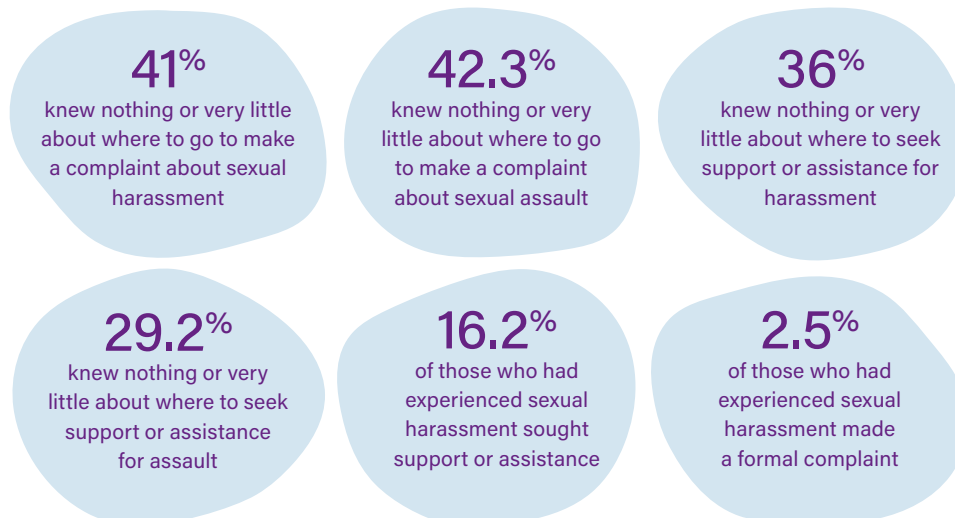 41%
knew nothing or very little
about where to go to make
a complaint about sexual
harassment
42.3%
knew nothing or very
little about where to go
to make a complaint
about sexual assault
36%
knew nothing or very
little about where to seek
support or assistance for
harassment
29.2%
knew nothing or very
little about where to seek
support or assistance
for assault
16.2%
of those who had
experienced sexual
harassment sought
support or assistance
2.5%
of those who had
experienced sexual
harassment made
a formal complaint